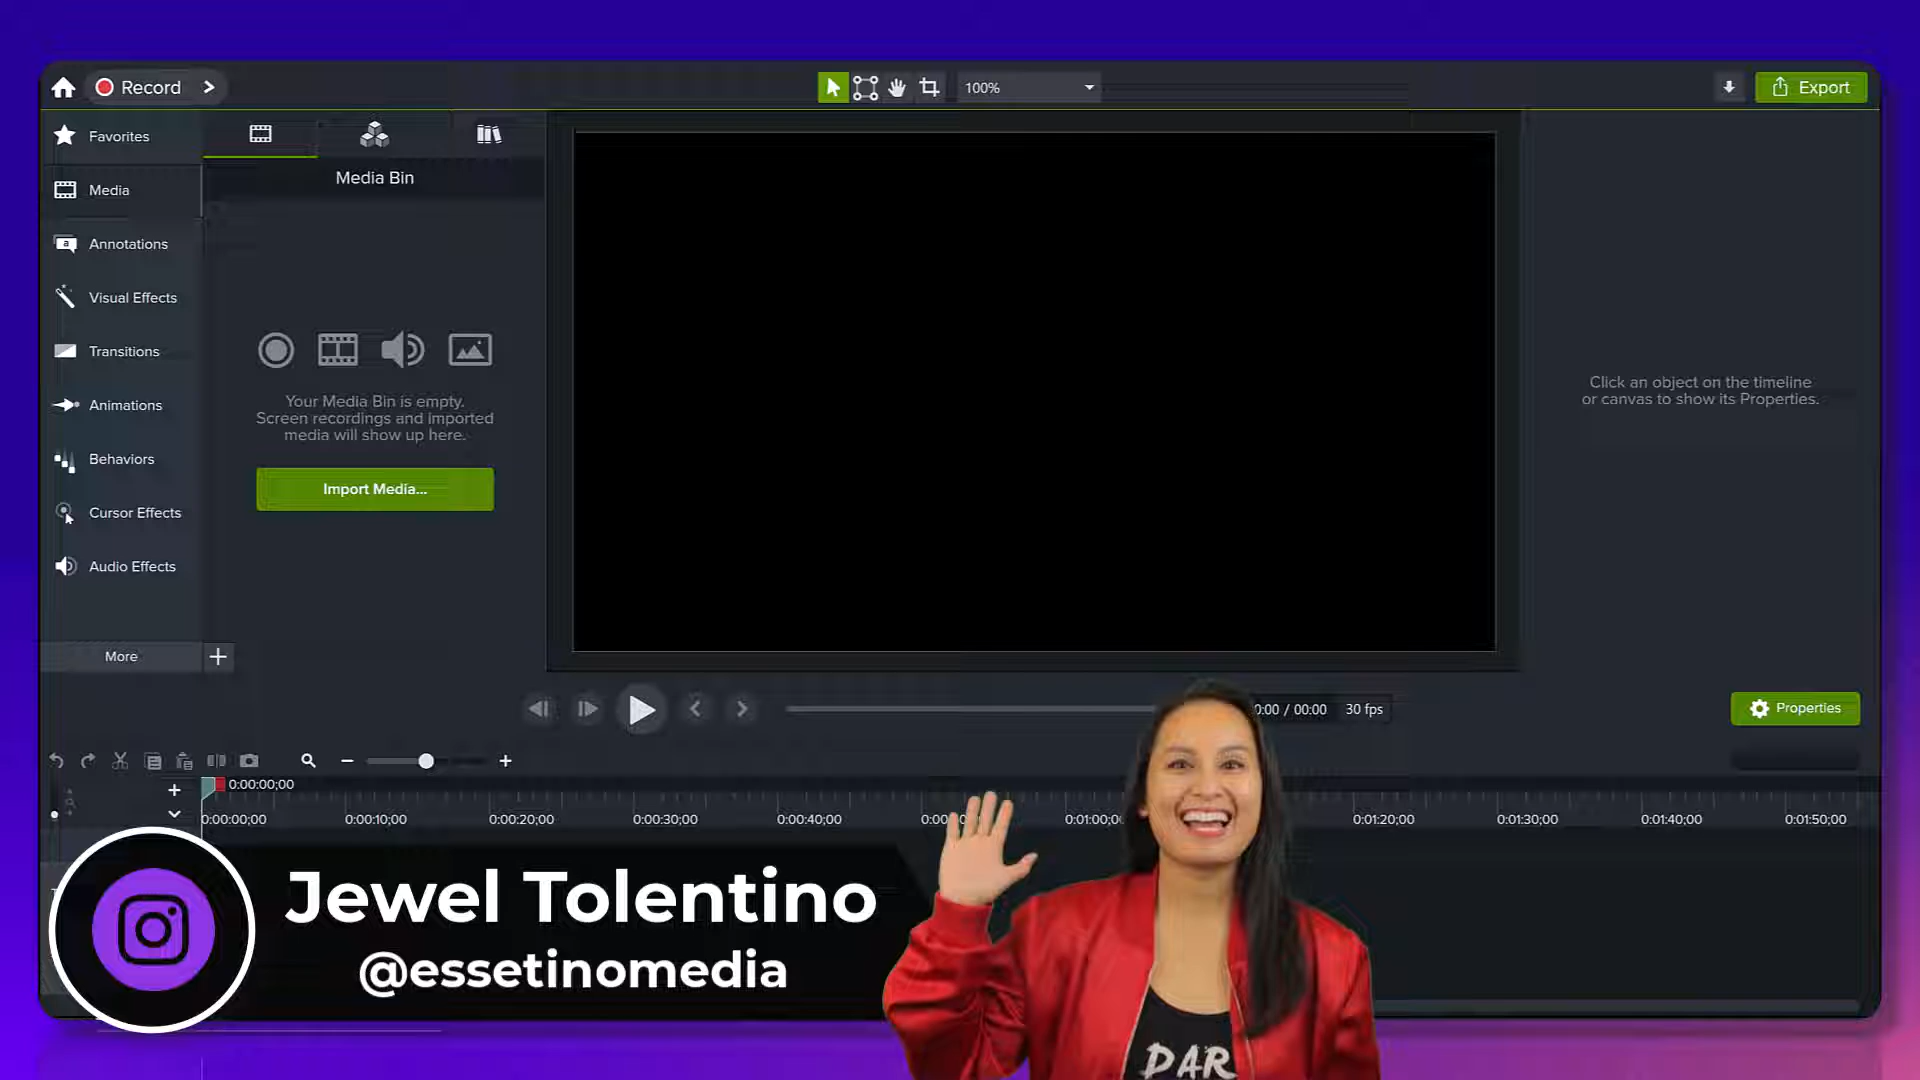 Record
100%
Export
Favorites
Media
Annotations
Visual Effects
Transitions
Animations
Behaviors
Cursor Effects
Audio Effects
More
Media Bin
Your Media Bin is empty.
Screen recordings and imported
media will show up here.
Import Media...
Click an object on the timeline
or canvas to show its Properties.
0:00 / 00:00
30 fps
Properties
0:00:00;00
0:00:00;00
0:00:10;00
0:00:20;00
0:00:30;00
0:00:40;00
0:01:20;00
0:01:30;00
0:01:40;00
0:01:50;00
Jewel Tolentino
@essetinomedia
DAR